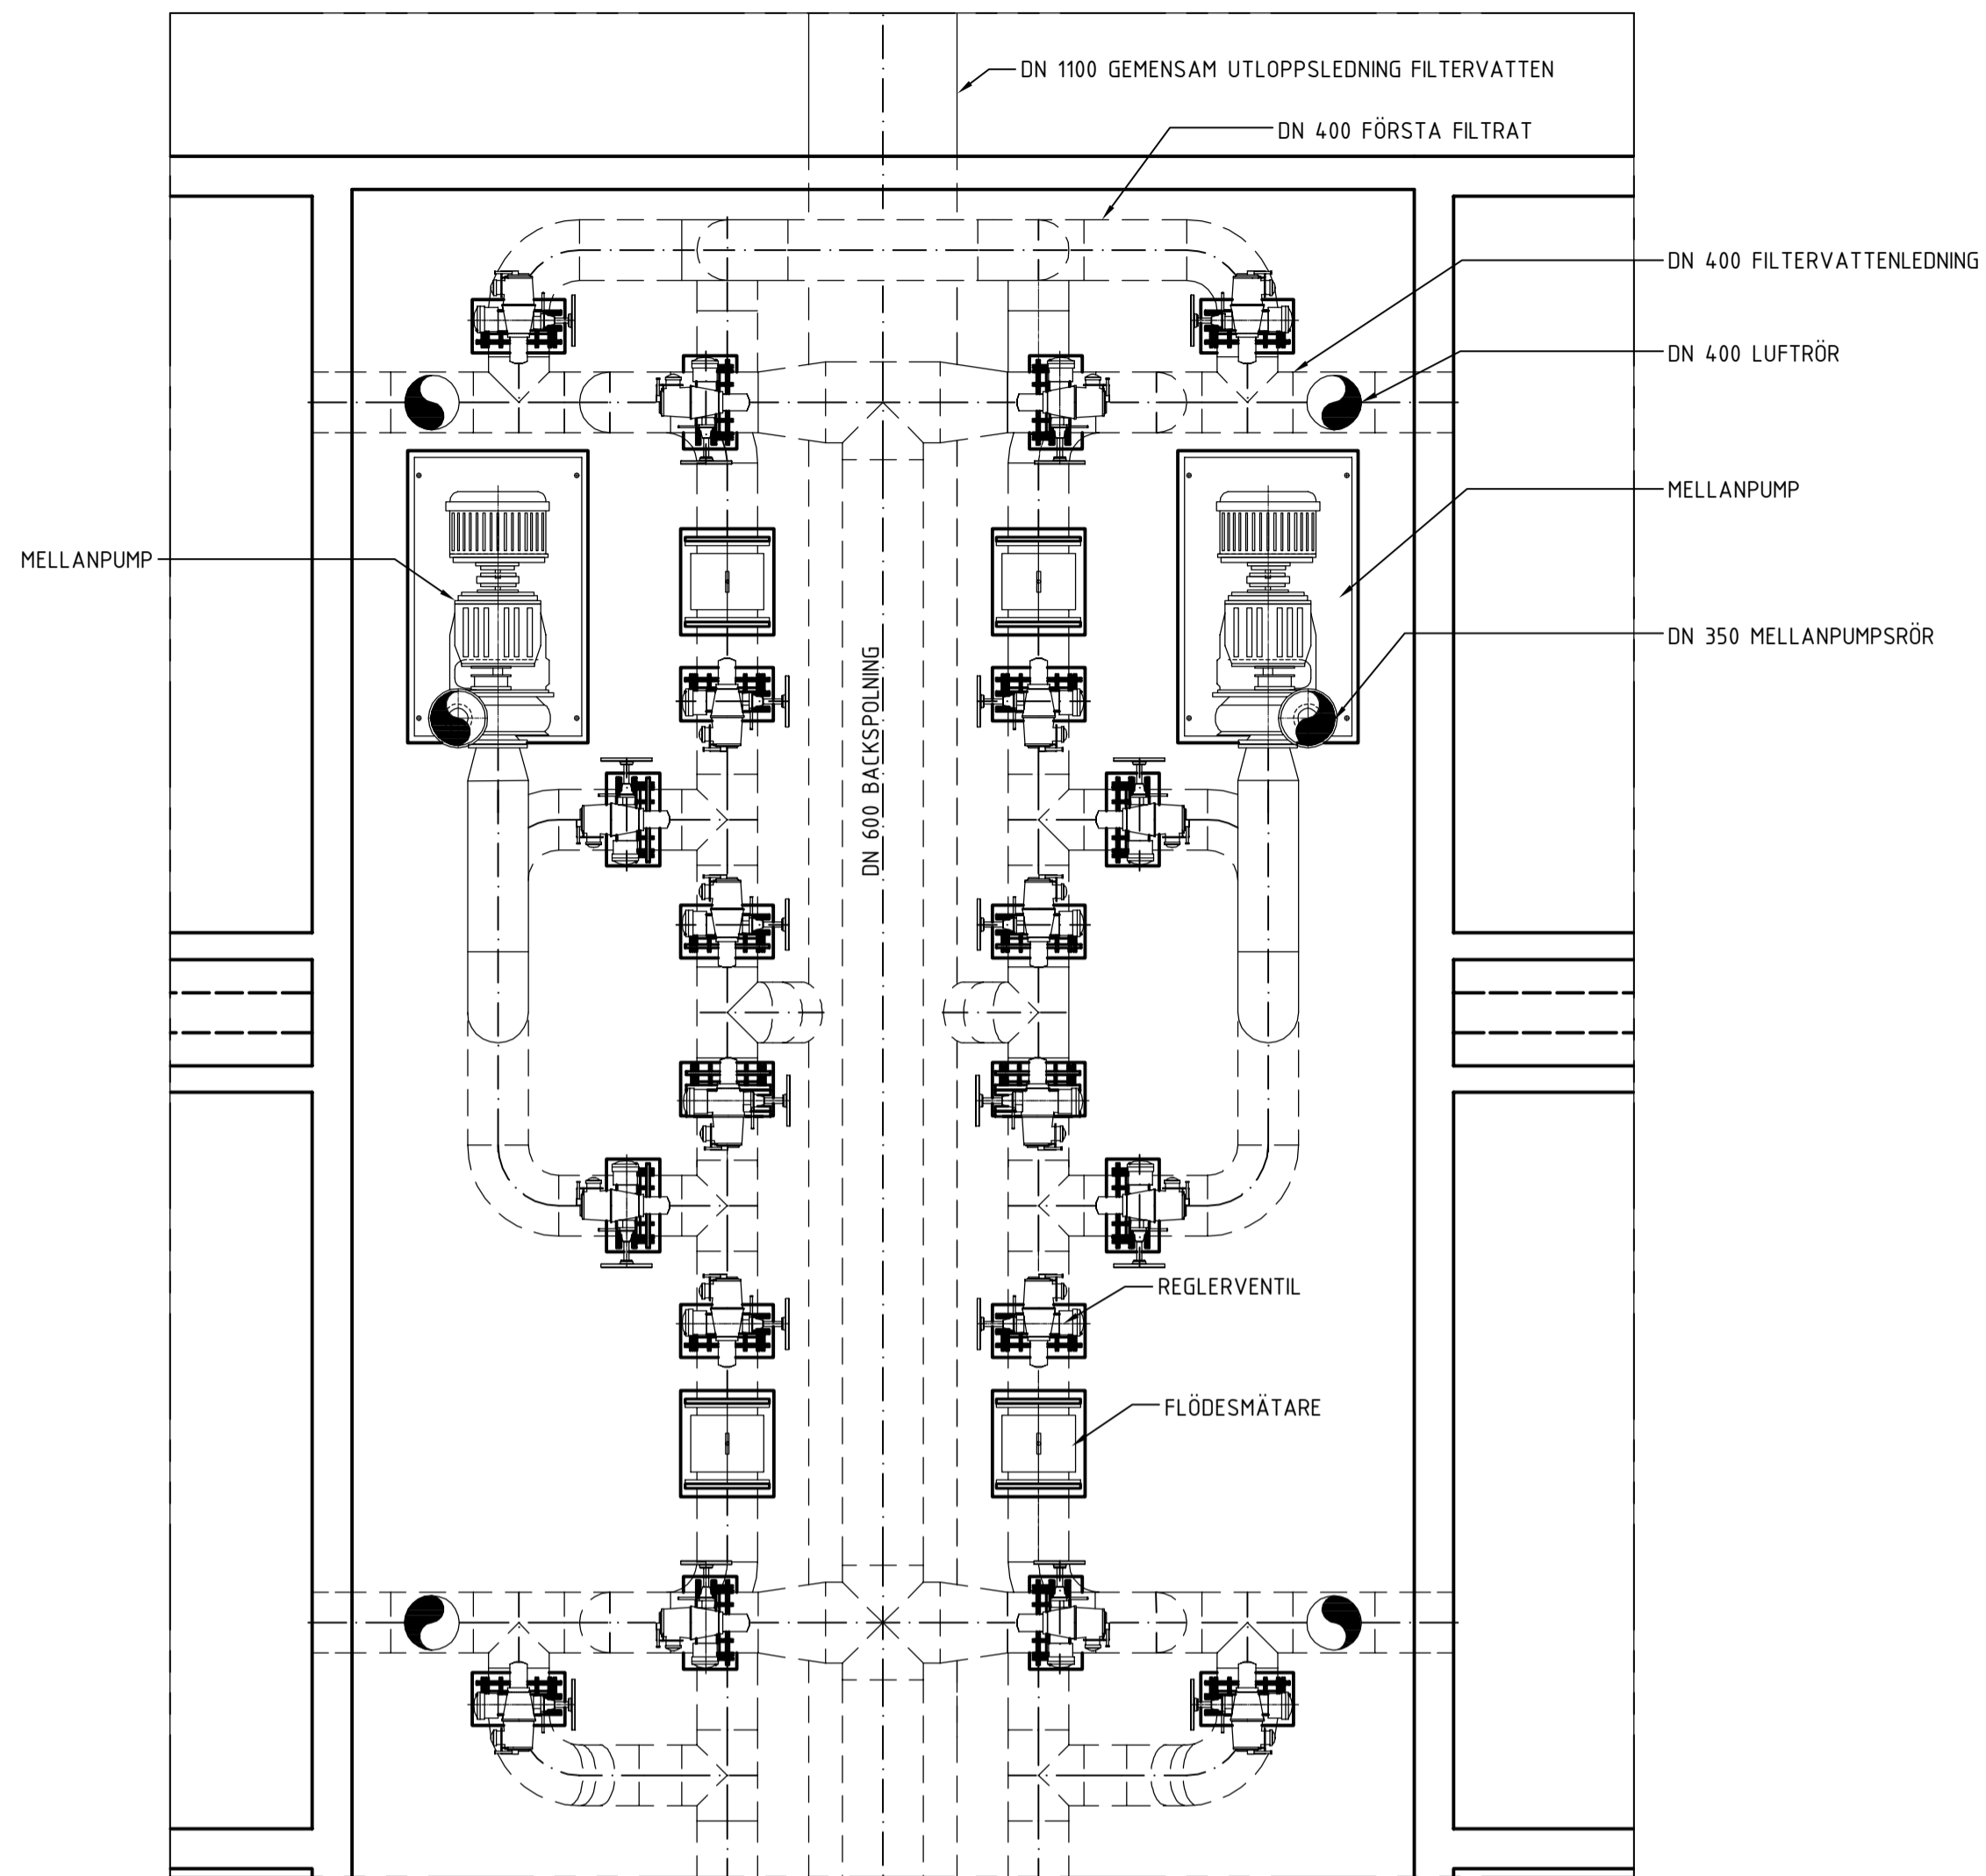 DN 1100 GEMENSAM UTLOPPSLEDNING FILTERVATTEN
DN 400 FÖRSTA FILTRAT
DN 400 FILTERVATTENLEDNING
DN 400 LUFTRÖR
MELLANPUMP
MELLANPUMP
DN 350 MELLANPUMPSRÖR
DN 600 BACKSPOLNING
REGLERVENTIL
FLÖDESMÄTARE